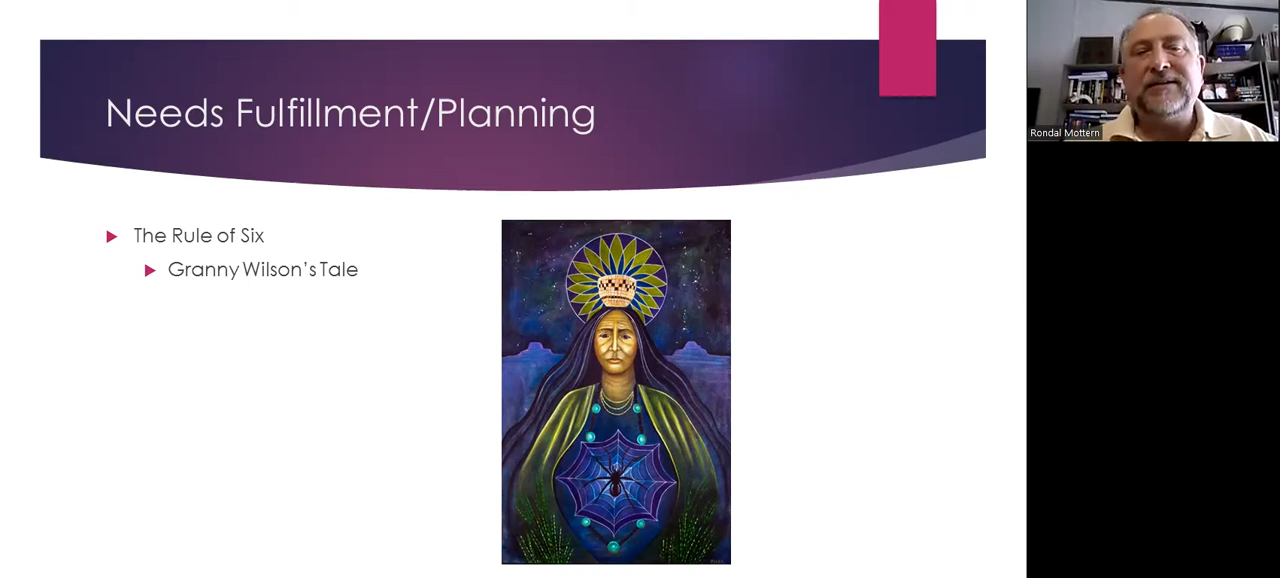 Needs Fulfillment/Planning
The Rule of Six
Granny Wilson's Tale
Rondal Mottern